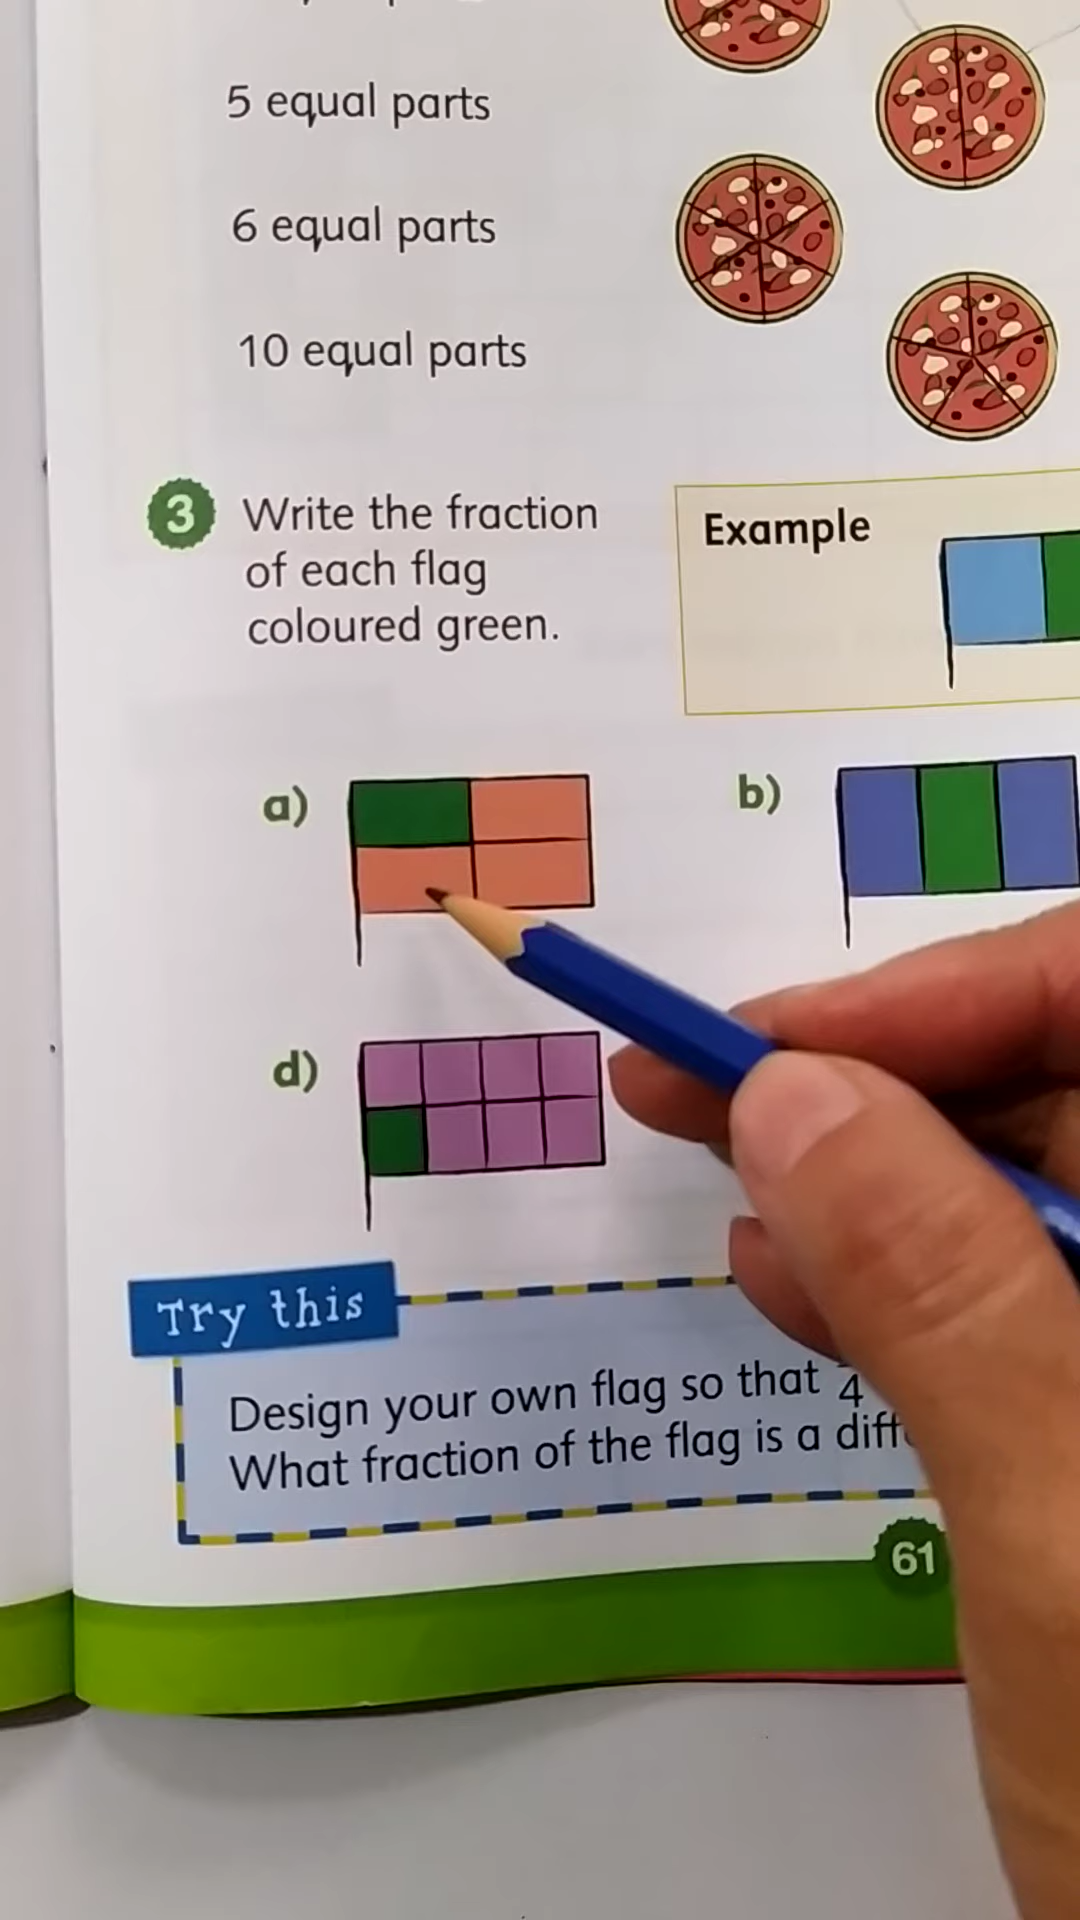 5 equal parts
6 equal parts
10 equal parts
3 Write the fraction
of each flag
coloured green.
Example
a)
b)
d)
Try this
Design your own flag so that
What fraction of the flag is a
61